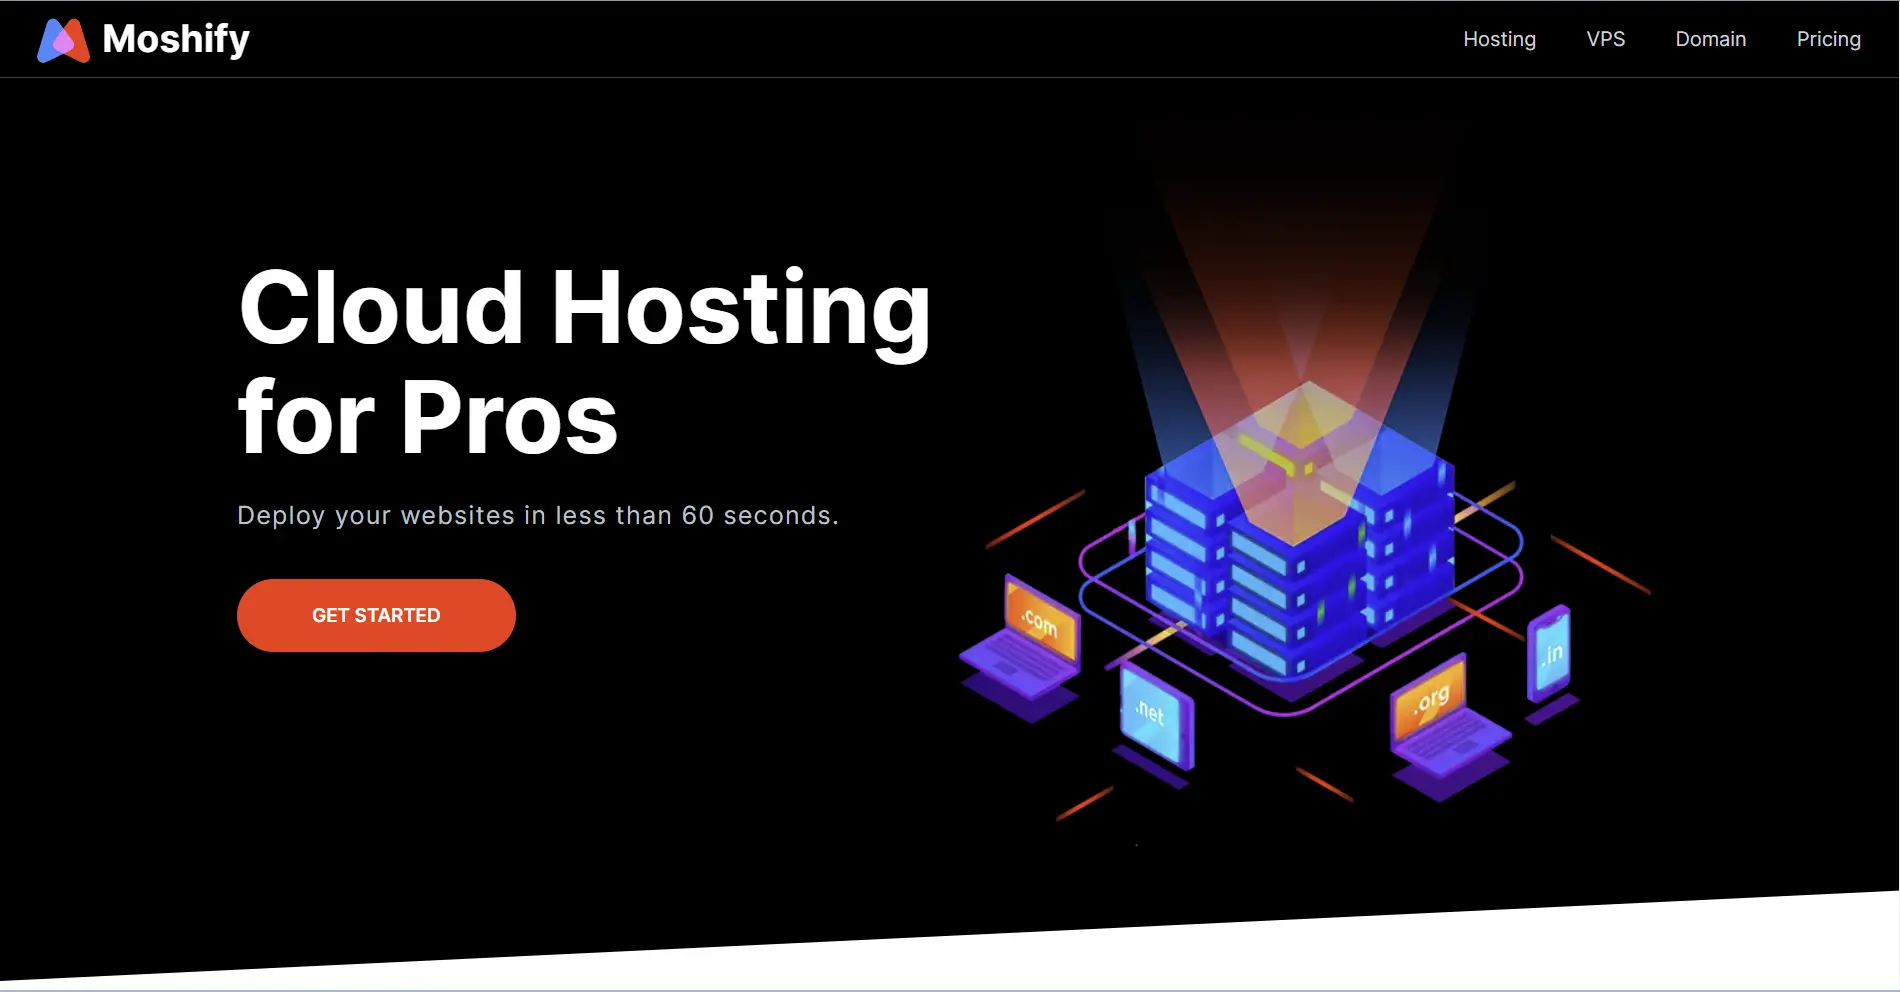 Moshify
Hosting
VPS
Domain
Pricing
Cloud Hosting
for Pros
Deploy your websites in less than 60 seconds.
GET STARTED
.com
.net
.org
.in